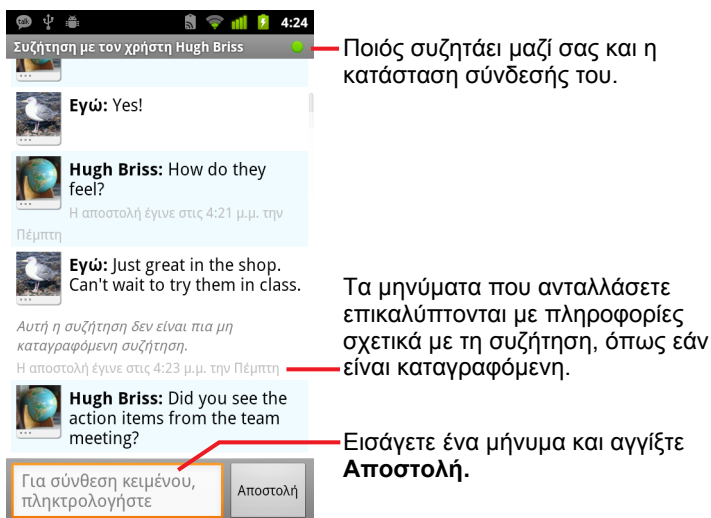 talk 4:24
Συζήτηση με τον χρήστη Hugh Briss
Εγώ: Yes!
Hugh Briss: How do they
feel?
Η αποστολή έγινε στις 4:21 μ.μ. την
Πέμπτη
Εγώ: Just great in the shop.
Can't wait to try them in class.
Αυτή η συζήτηση δεν είναι πια μη
καταγραφόμενη συζήτηση.
Η αποστολή έγινε στις 4:23 μ.μ. την Πέμπτη
Hugh Briss: Did you see the
action items from the team
meeting?
Για σύνθεση κειμένου,
πληκτρολογήστε
Αποστολή
Ποιός συζητάει μαζί σας και η
κατάσταση σύνδεσής του.
Τα μηνύματα που ανταλλάσετε
επικαλύπτονται με πληροφορίες
σχετικά με τη συζήτηση, όπως εάν
είναι καταγραφόμενη.
Εισάγετε ένα μήνυμα και αγγίξτε
Αποστολή.